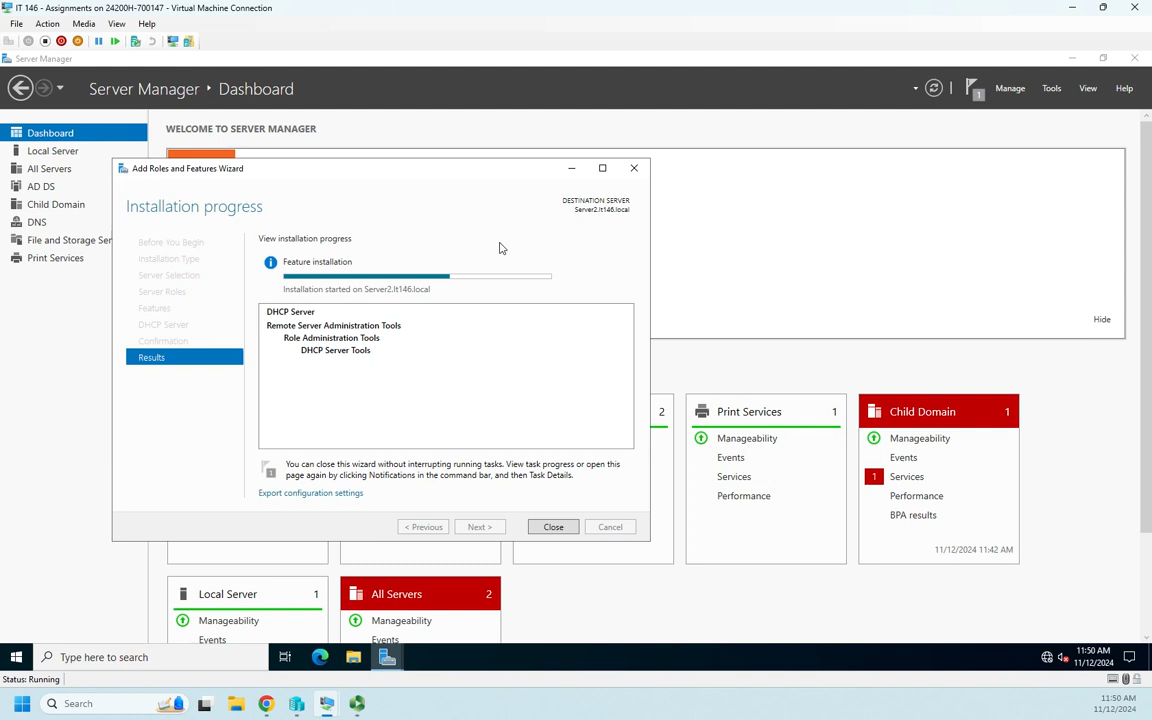 IT 146 - Assignments on 24200H-700147 - Virtual Machine Connection
File Action Media View Help
Server Manager
Server Manager • Dashboard
1
Manage Tools View Help
Dashboard
Local Server
All Servers
AD DS
Child Domain
DNS
File and Storage Ser
Print Services
WELCOME TO SERVER MANAGER
Hide
Add Roles and Features Wizard
Installation progress
DESTINATION SERVER
Server2.It146.local
Before You Begin
Installation Type
Server Selection
Server Roles
Features
DHCP Server
Confirmation
Results
View installation progress
Feature installation
Installation started on Server2.It146.local
DHCP Server
Remote Server Administration Tools
Role Administration Tools
DHCP Server Tools
1
You can close this wizard without interrupting running tasks. View task progress or open this
page again by clicking Notifications in the command bar, and then Task Details.
Export configuration settings
< Previous Next > Close Cancel
2
Print Services 1
Manageability
Events
Services
Performance
Child Domain 1
Manageability
Events
1 Services
Performance
BPA results
11/12/2024 11:42 AM
Local Server 1
Manageability
Events
All Servers 2
Manageability
Events
Type here to search
11:50 AM
11/12/2024
Status: Running
Search
11:50 AM
11/12/2024